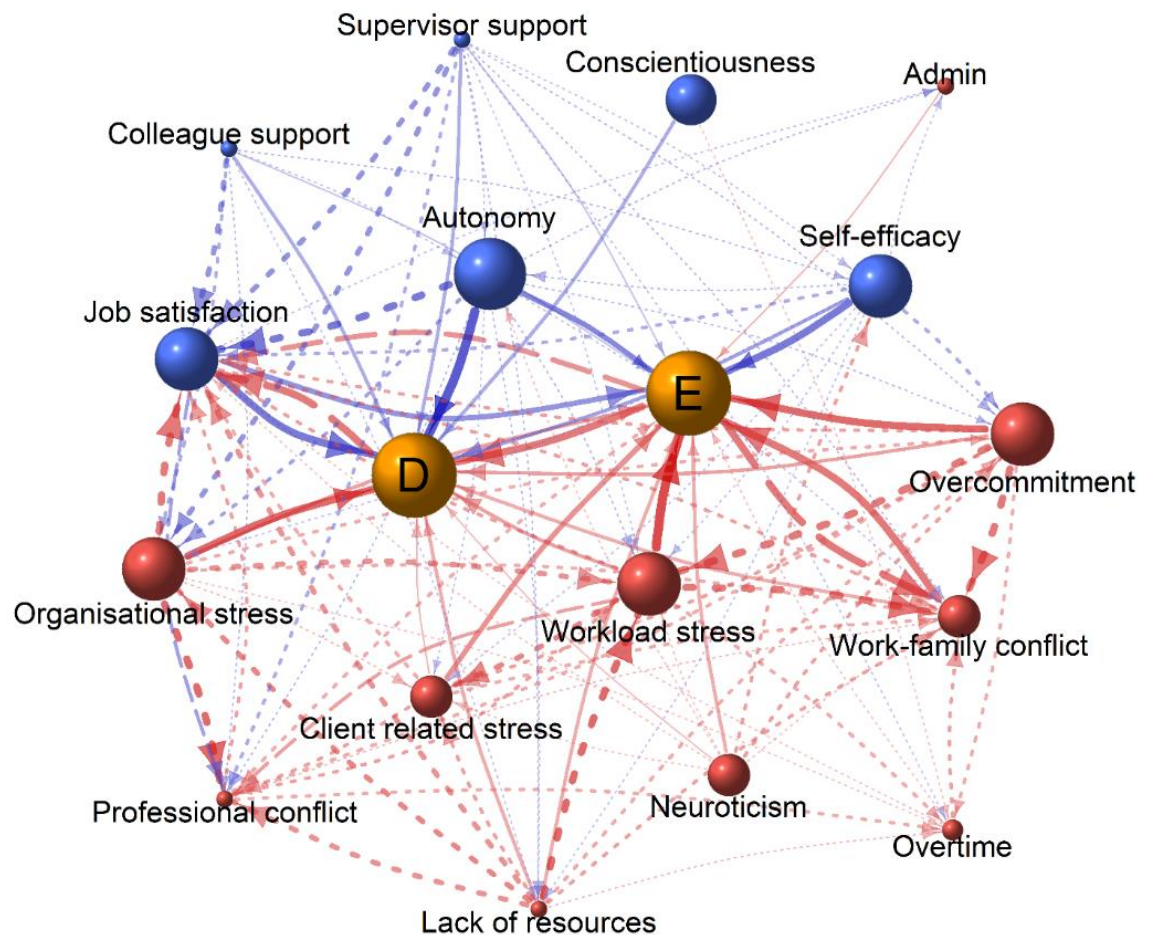 Supervisor support
Conscientiousness
Admin
Colleague support
Autonomy
Self-efficacy
Job satisfaction
E
D
Overcommitment
Organisational stress
Workload stress
Work-family conflict
Client related stress
Professional conflict
Neuroticism
Overtime
Lack of resources